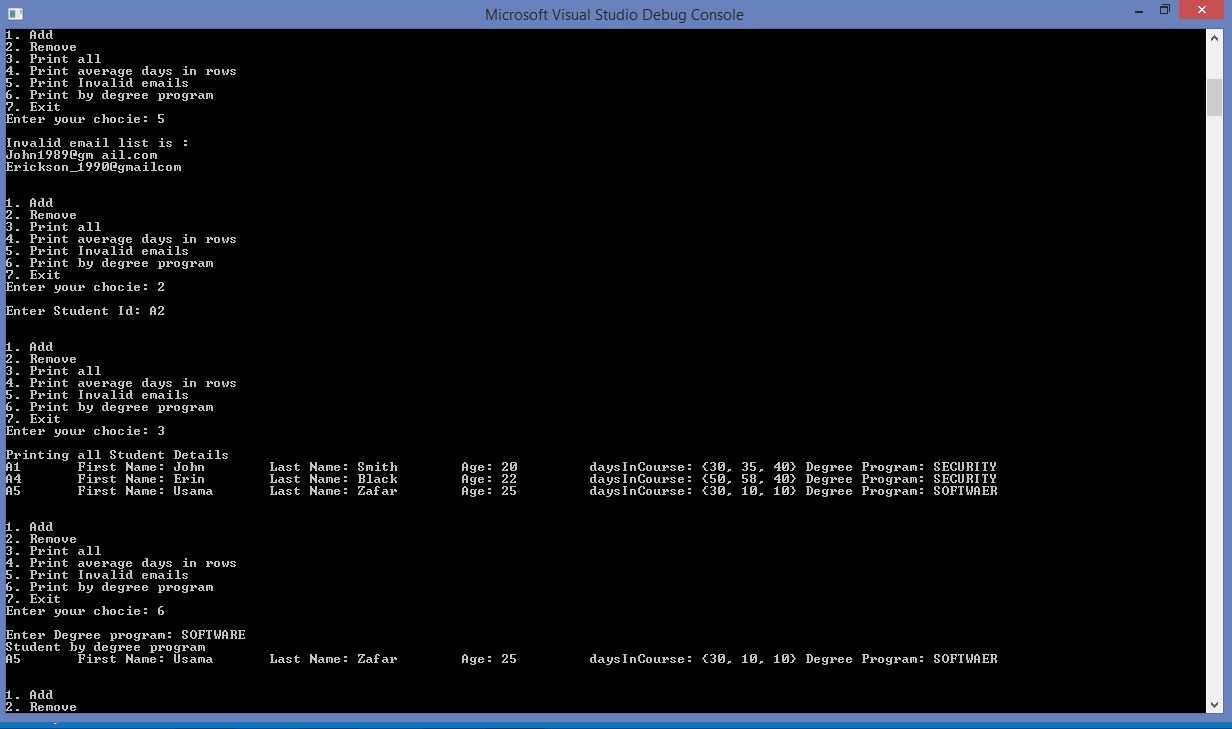 Microsoft Visual Studio Debug Console
1. Add
2. Remove
3. Print all
4. Print average days in rows
5. Print Invalid emails
6. Print by degree program
7. Exit
Enter your chocie: 5
Invalid email list is :
John1989@gm ail.com
Erickson_1990@gmailcom
1. Add
2. Remove
3. Print all
4. Print average days in rows
5. Print Invalid emails
6. Print by degree program
7. Exit
Enter your chocie: 2
Enter Student Id: A2
1. Add
2. Remove
3. Print all
4. Print average days in rows
5. Print Invalid emails
6. Print by degree program
7. Exit
Enter your chocie: 3
Printing all Student Details
A1 First Name: John Last Name: Smith Age: 20 daysInCourse: {30, 35, 40} Degree Program: SECURITY
A4 First Name: Erin Last Name: Black Age: 22 daysInCourse: {50, 58, 40} Degree Program: SECURITY
A5 First Name: Usama Last Name: Zafar Age: 25 daysInCourse: {30, 10, 10} Degree Program: SOFTWAER
1. Add
2. Remove
3. Print all
4. Print average days in rows
5. Print Invalid emails
6. Print by degree program
7. Exit
Enter your chocie: 6
Enter Degree program: SOFTWARE
Student by degree program
A5 First Name: Usama Last Name: Zafar Age: 25 daysInCourse: {30, 10, 10} Degree Program: SOFTWAER
1. Add
2. Remove